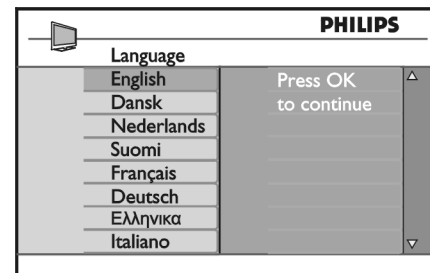 PHILIPS
Language
English
Press OK
Dansk
to continue
Nederlands
Suomi
Français
Deutsch
Ελληνικα
Italiano